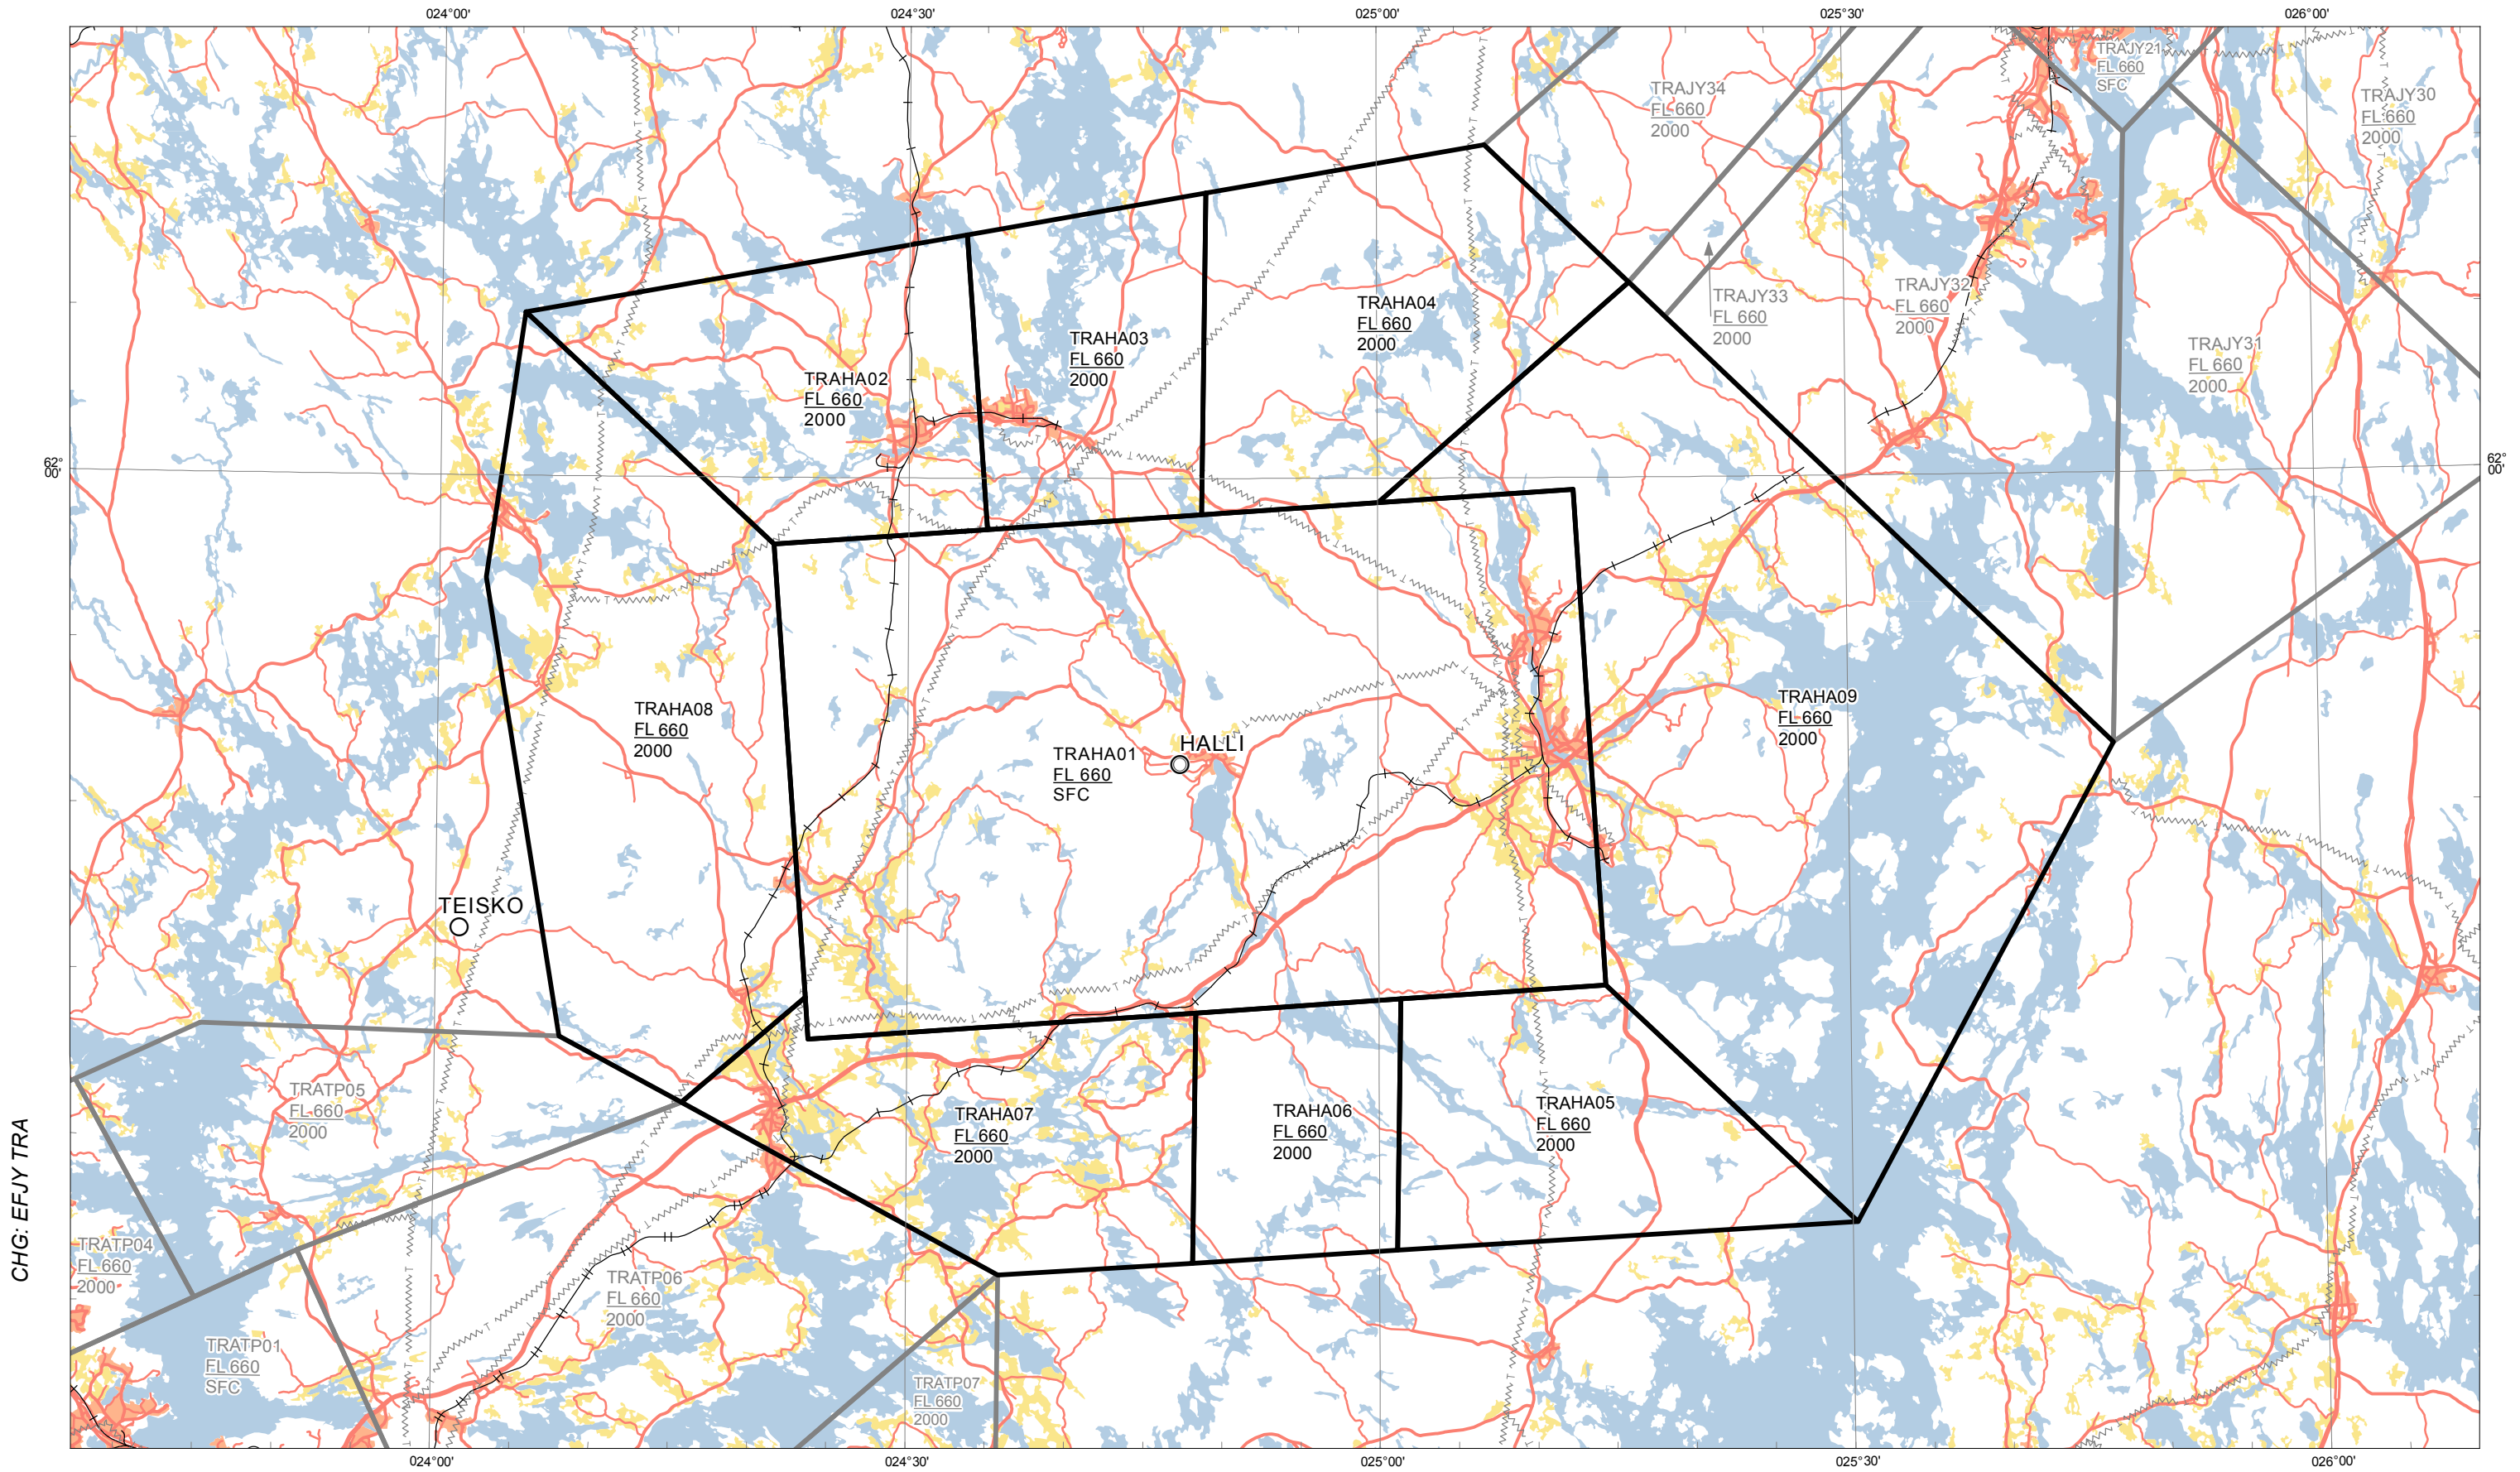 024°00'
024°30'
025°00'
025°30'
026°00'
TRAJY21
FL 660
SFC
TRAJY34
FL 660
2000
TRAJY30
FL 660
2000
TRAHA04
FL 660
2000
TRAJY33
FL 660
2000
TRAJY32
FL 660
2000
TRAHA03
FL 660
2000
TRAJY31
FL 660
2000
TRAHA02
FL 660
2000
62°
00'
62°
00'
TRAHA08
FL 660
2000
TRAHA01
FL 660
SFC
HALLI
TRAHA09
FL 660
2000
TEISKO
TRATP05
FL 660
2000
TRAHA07
FL 660
2000
TRAHA06
FL 660
2000
TRAHA05
FL 660
2000
CHG: EFJY TRA
TRATP04
FL 660
2000
TRATP06
FL 660
2000
TRATP01
FL 660
SFC
TRATP07
FL 660
2000
024°00'
024°30'
025°00'
025°30'
026°00'